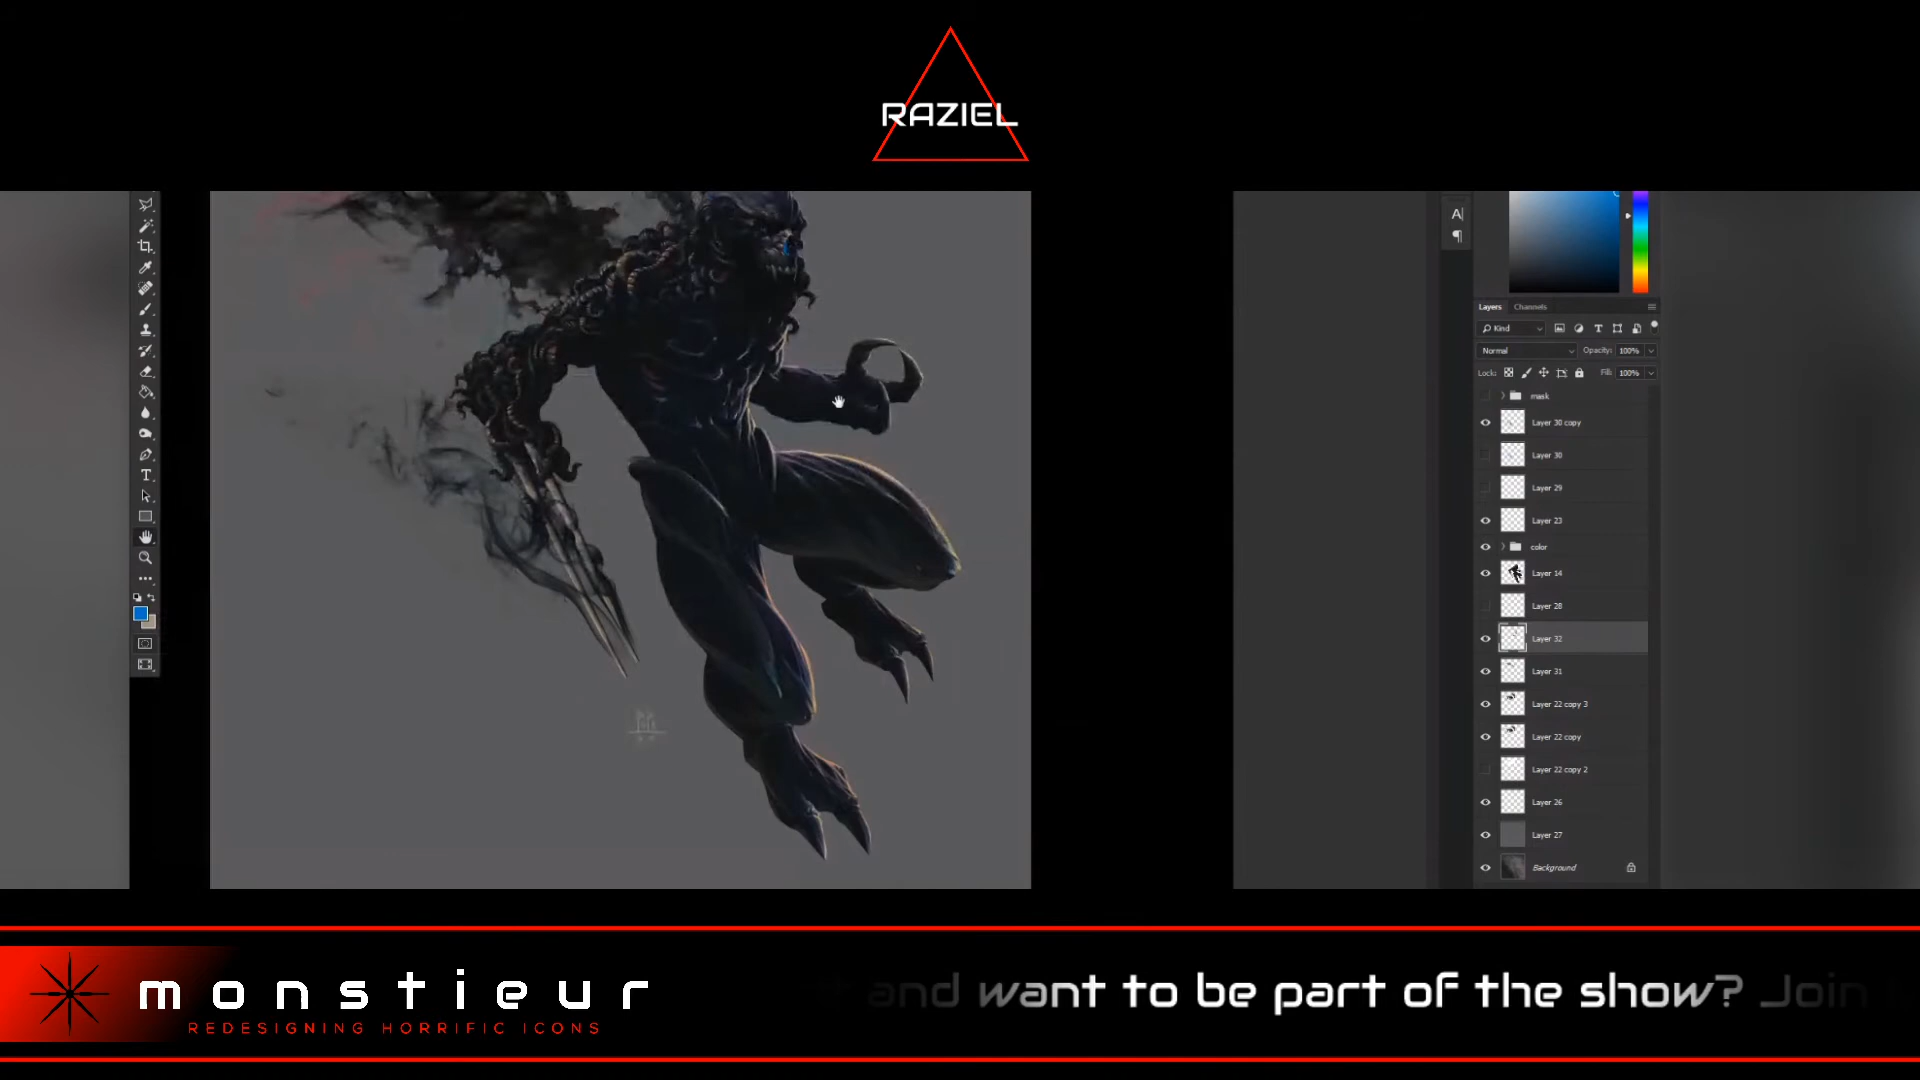 RAZIEL
A|
¶
Layers Channels
Kind
Normal Opacity: 100%
Lock: Fill: 100%
mask
Layer 30 copy
Layer 30
Layer 29
Layer 23
color
Layer 14
Layer 28
Layer 32
Layer 31
Layer 22 copy 3
Layer 22 copy
Layer 22 copy 2
Layer 26
Layer 27
Background
monstieur
REDESIGNING HORRIFIC ICONS
and want to be part of the show? Join